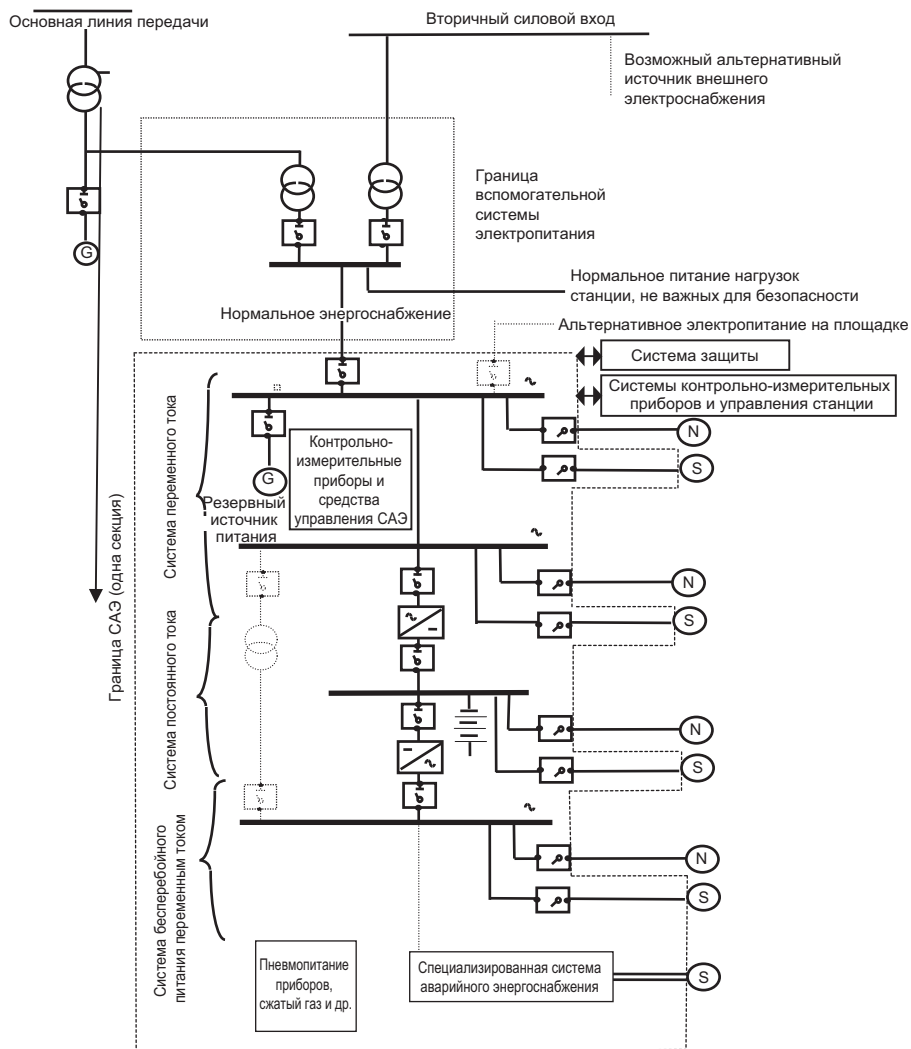 Основная линия передачи
Вторичный силовой вход
Возможный альтернативный
источник внешнего
электроснабжения
Граница
вспомогательной
системы
электропитания
G
Нормальное питание нагрузок
станции, не важных для безопасности
Нормальное энергоснабжение
Альтернативное электропитание на площадке
Система защиты
Системы контрольно-измерительных
приборов и управления станции
Контрольно-
измерительные
приборы и
средства
управления САЭ
N
S
G
Резервный
источник
питания
Система переменного тока
Граница САЭ (одна секция)
N
S
Система постоянного тока
N
S
Система бесперебойного
питания переменным током
N
S
Пневмопитание
приборов,
сжатый газ и др.
Специализированная система
аварийного энергоснабжения
S